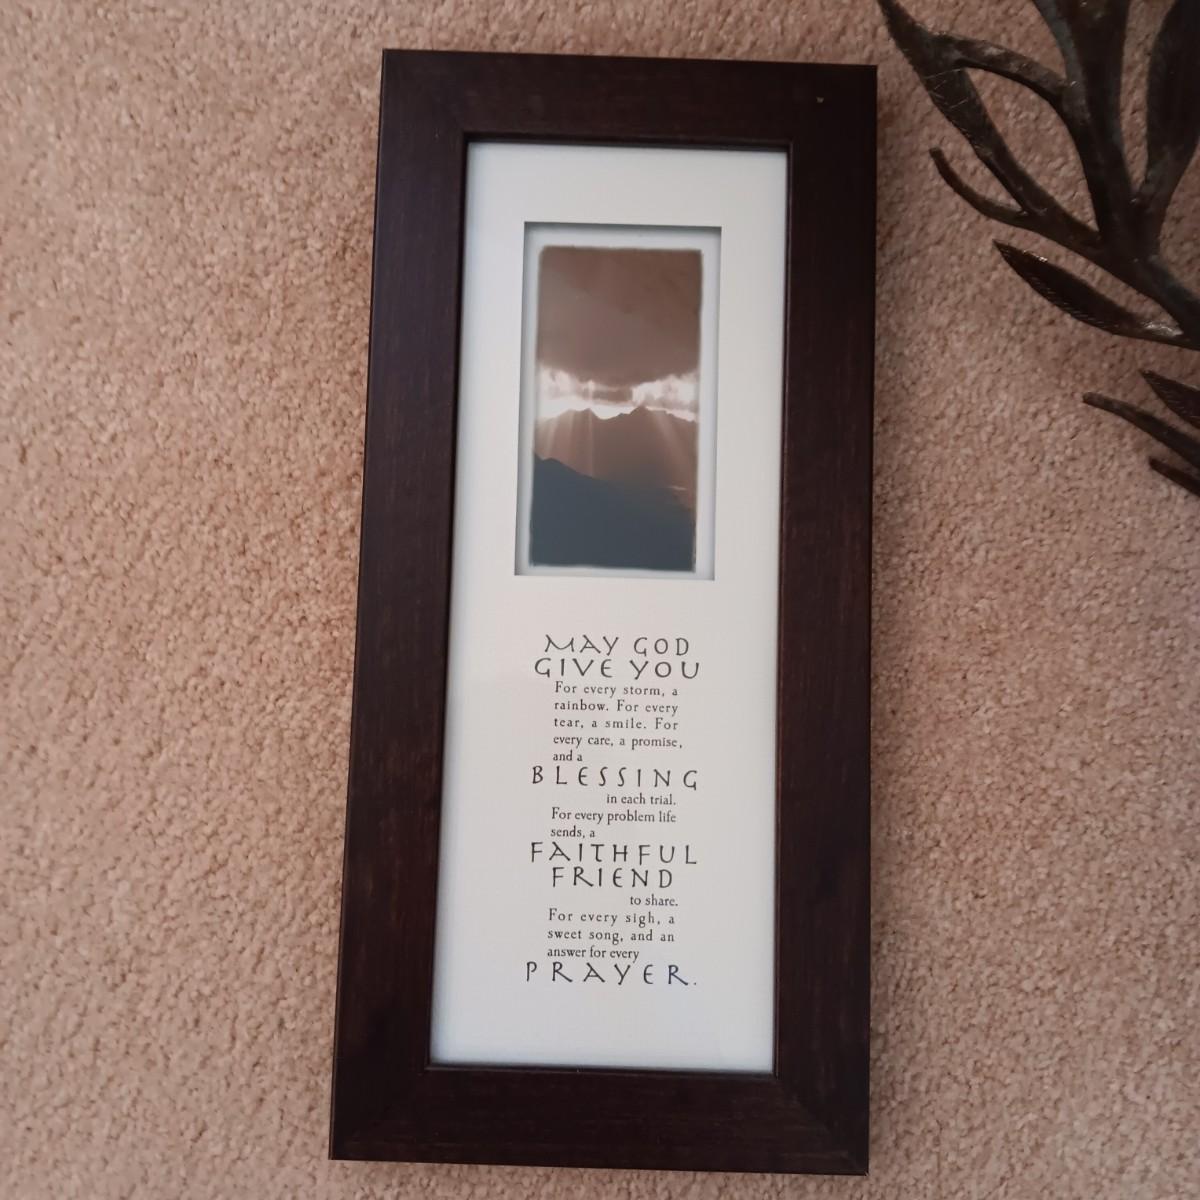 MAY GOD
GIVE YOU
For every storm, a
rainbow. For every
tear, a smile. For
every care, a promise,
and a
BLESSING
in each trial.
For every problem life
sends, a
FAITHFUL
FRIEND
to share.
For every sigh, a
sweet song, and an
answer for every
PRAYER.